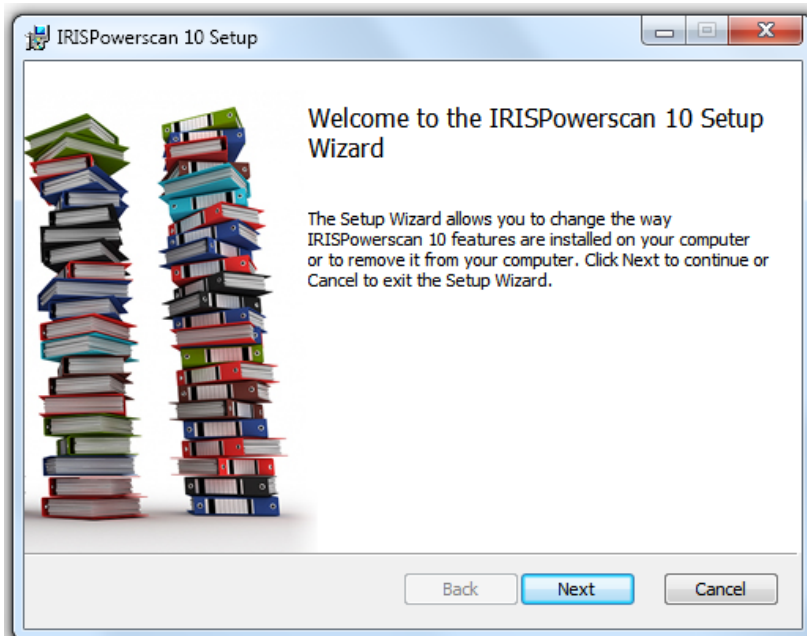 IRISPowerscan 10 Setup
Welcome to the IRISPowerscan 10 Setup
Wizard
The Setup Wizard allows you to change the way
IRISPowerscan 10 features are installed on your computer
or to remove it from your computer. Click Next to continue or
Cancel to exit the Setup Wizard.
Back
Next
Cancel